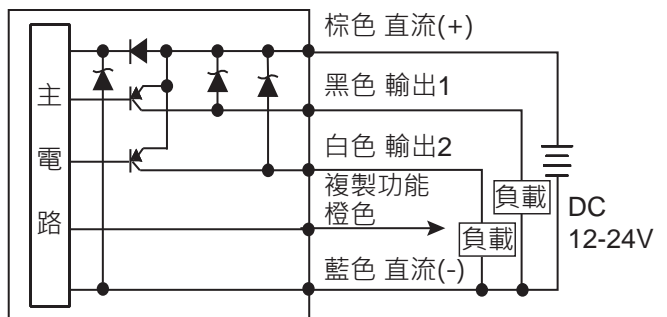 主電路
棕色 直流(+)
黑色 輸出1
白色 輸出2
複製功能
橙色
藍色 直流(-)
負載
負載
DC
12-24V